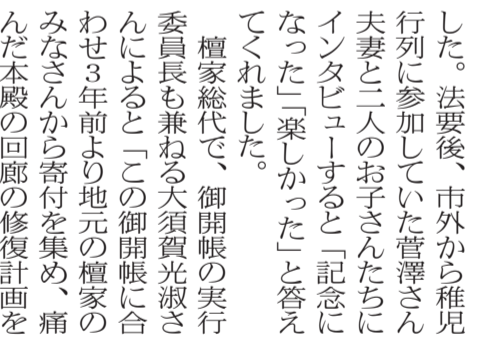 した。法要後、市外から稚児
行列に参加していた菅澤さん
夫妻と二人のお子さんたちに
インタビューすると「記念に
なった」「楽しかった」と答え
てくれました。
檀家総代で、御開帳の実行
委員長も兼ねる大須賀光淑さ
んによると「この御開帳に合
わせ3年前より地元の檀家の
みなさんから寄付を集め、痛
んだ本殿の回廊の修復計画を